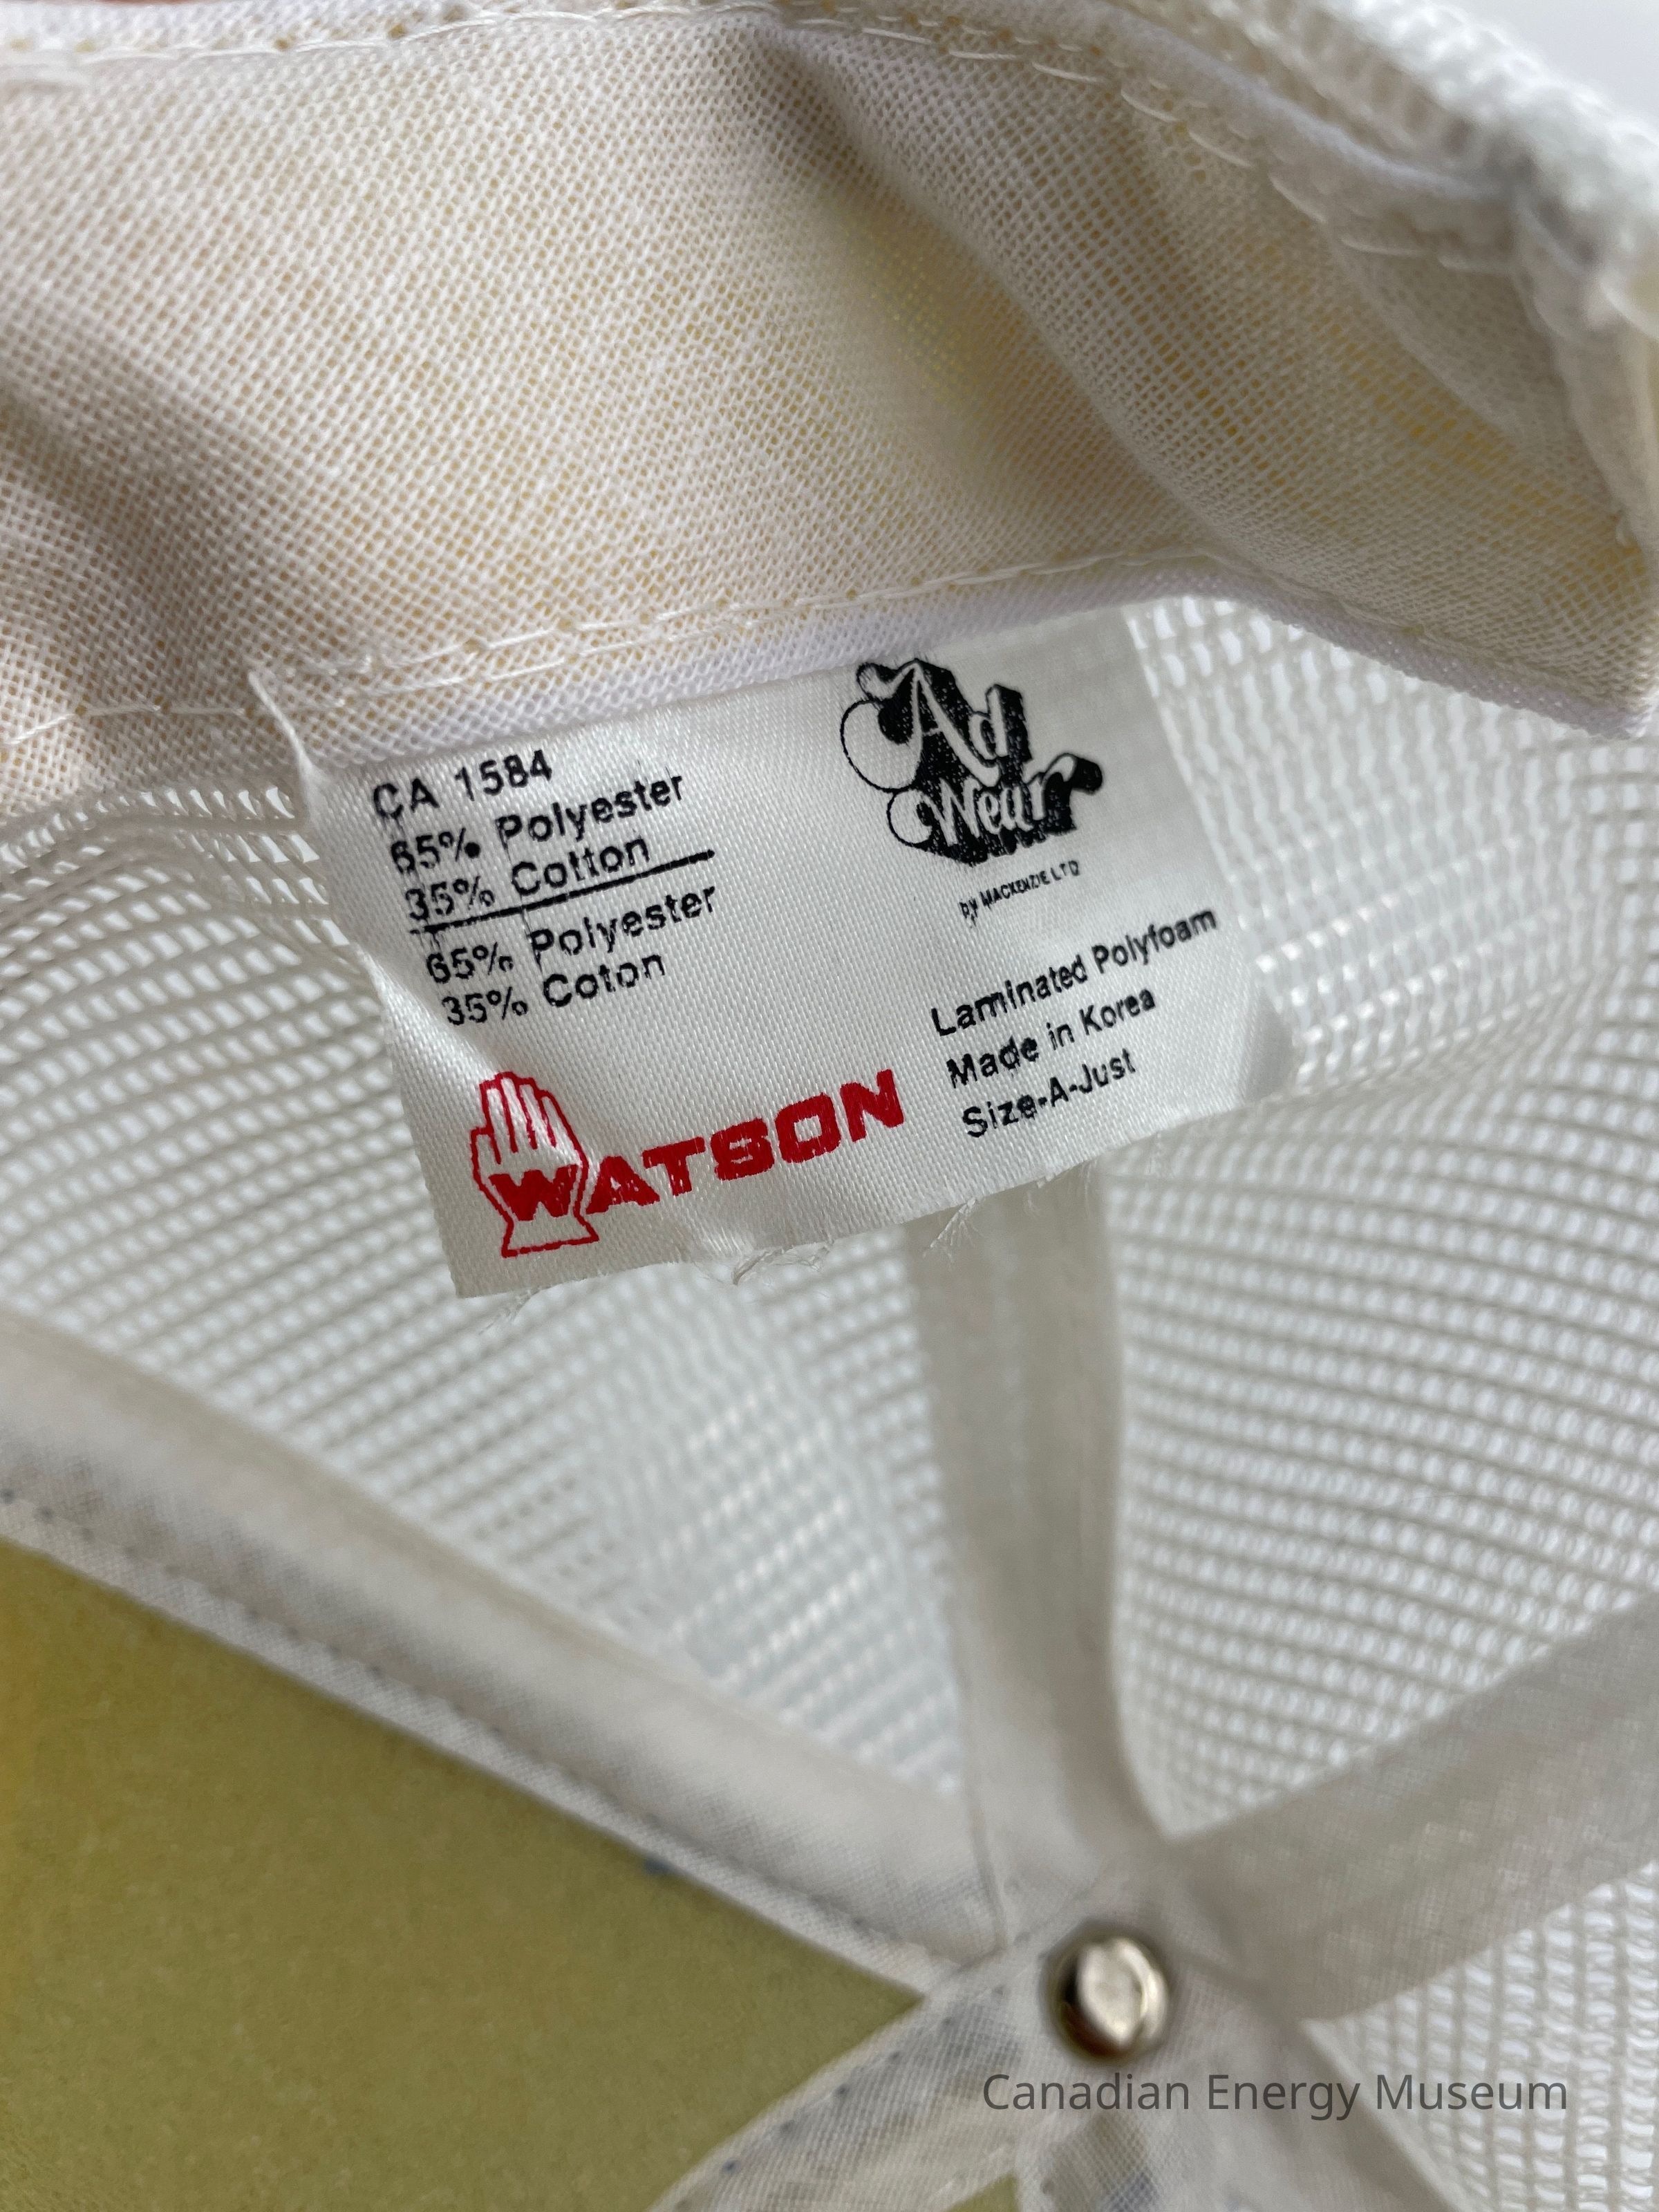 CA 1584
65% Polyester
35% Cotton
65% Polyester
35% Coton
WATSON
Ad
Wear
BY MACKENZIE LTD
Laminated Polyfoam
Made in Korea
Size-A-Just
Canadian Energy Museum